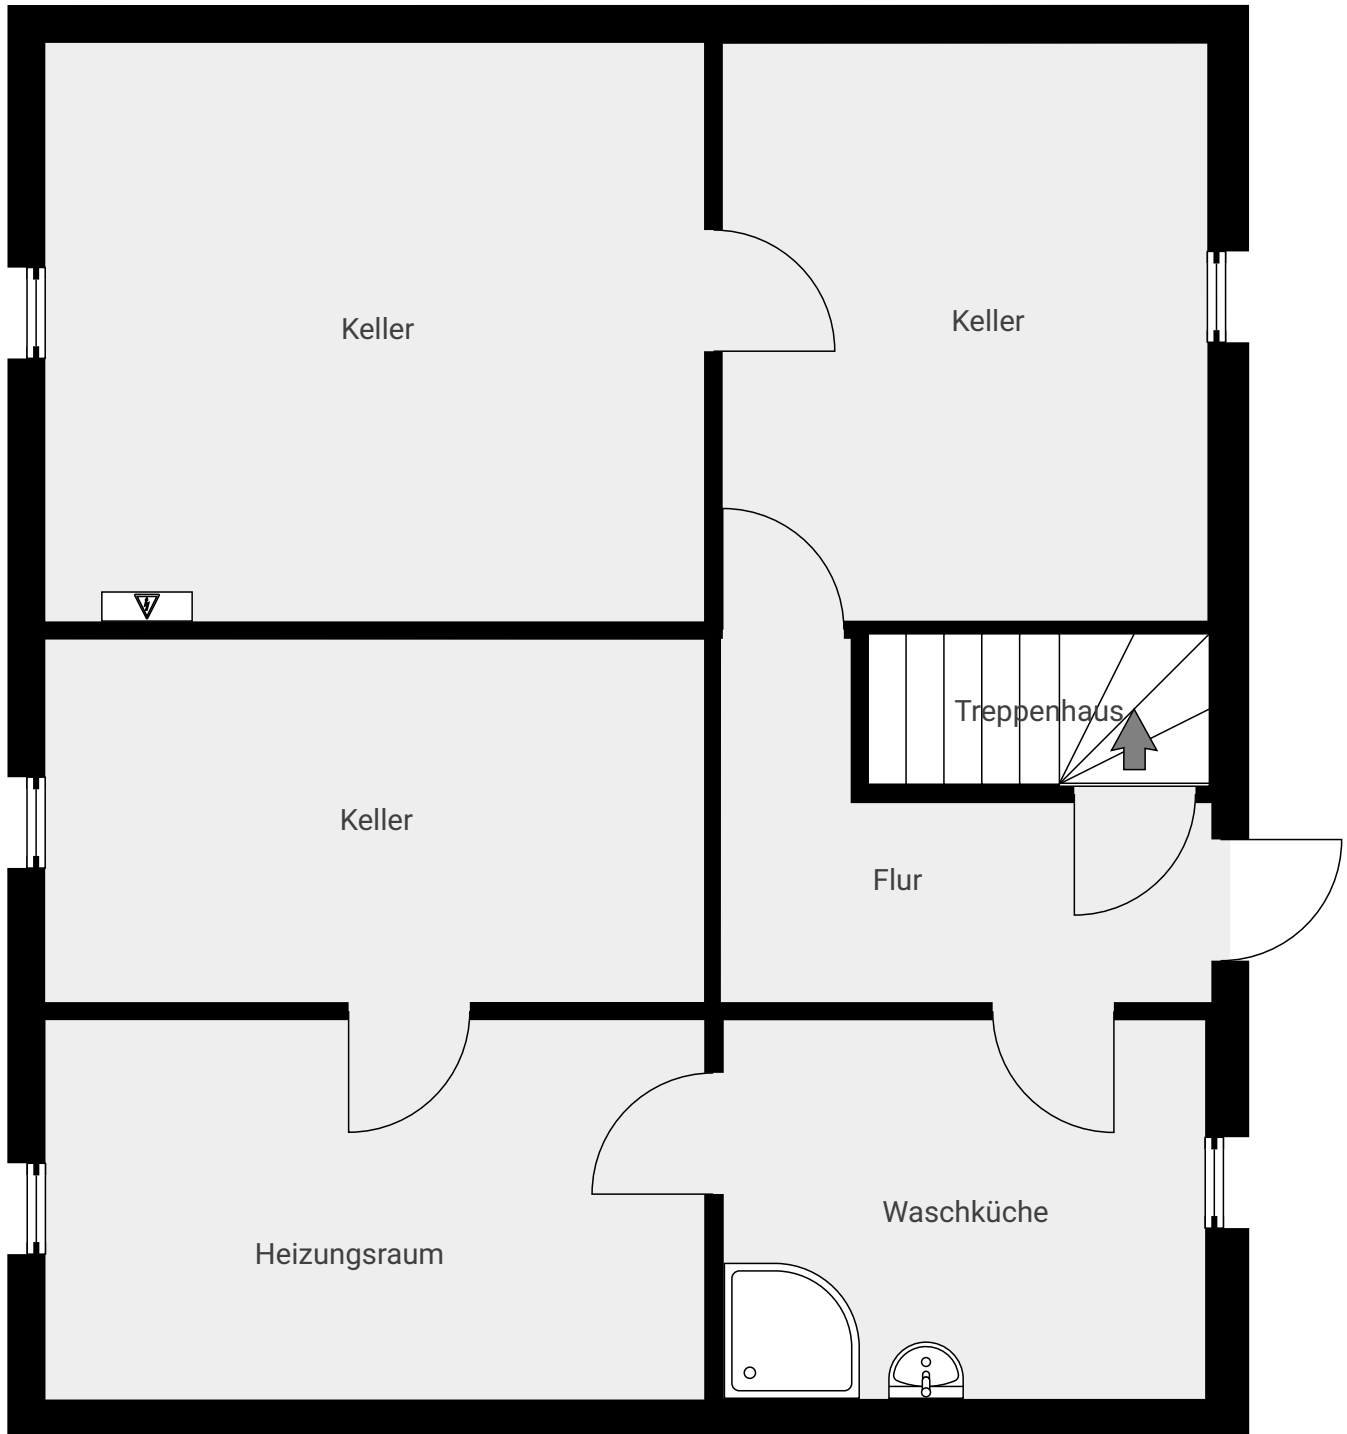 Keller
Keller
Treppenhaus
Keller
Flur
Waschküche
Heizungsraum